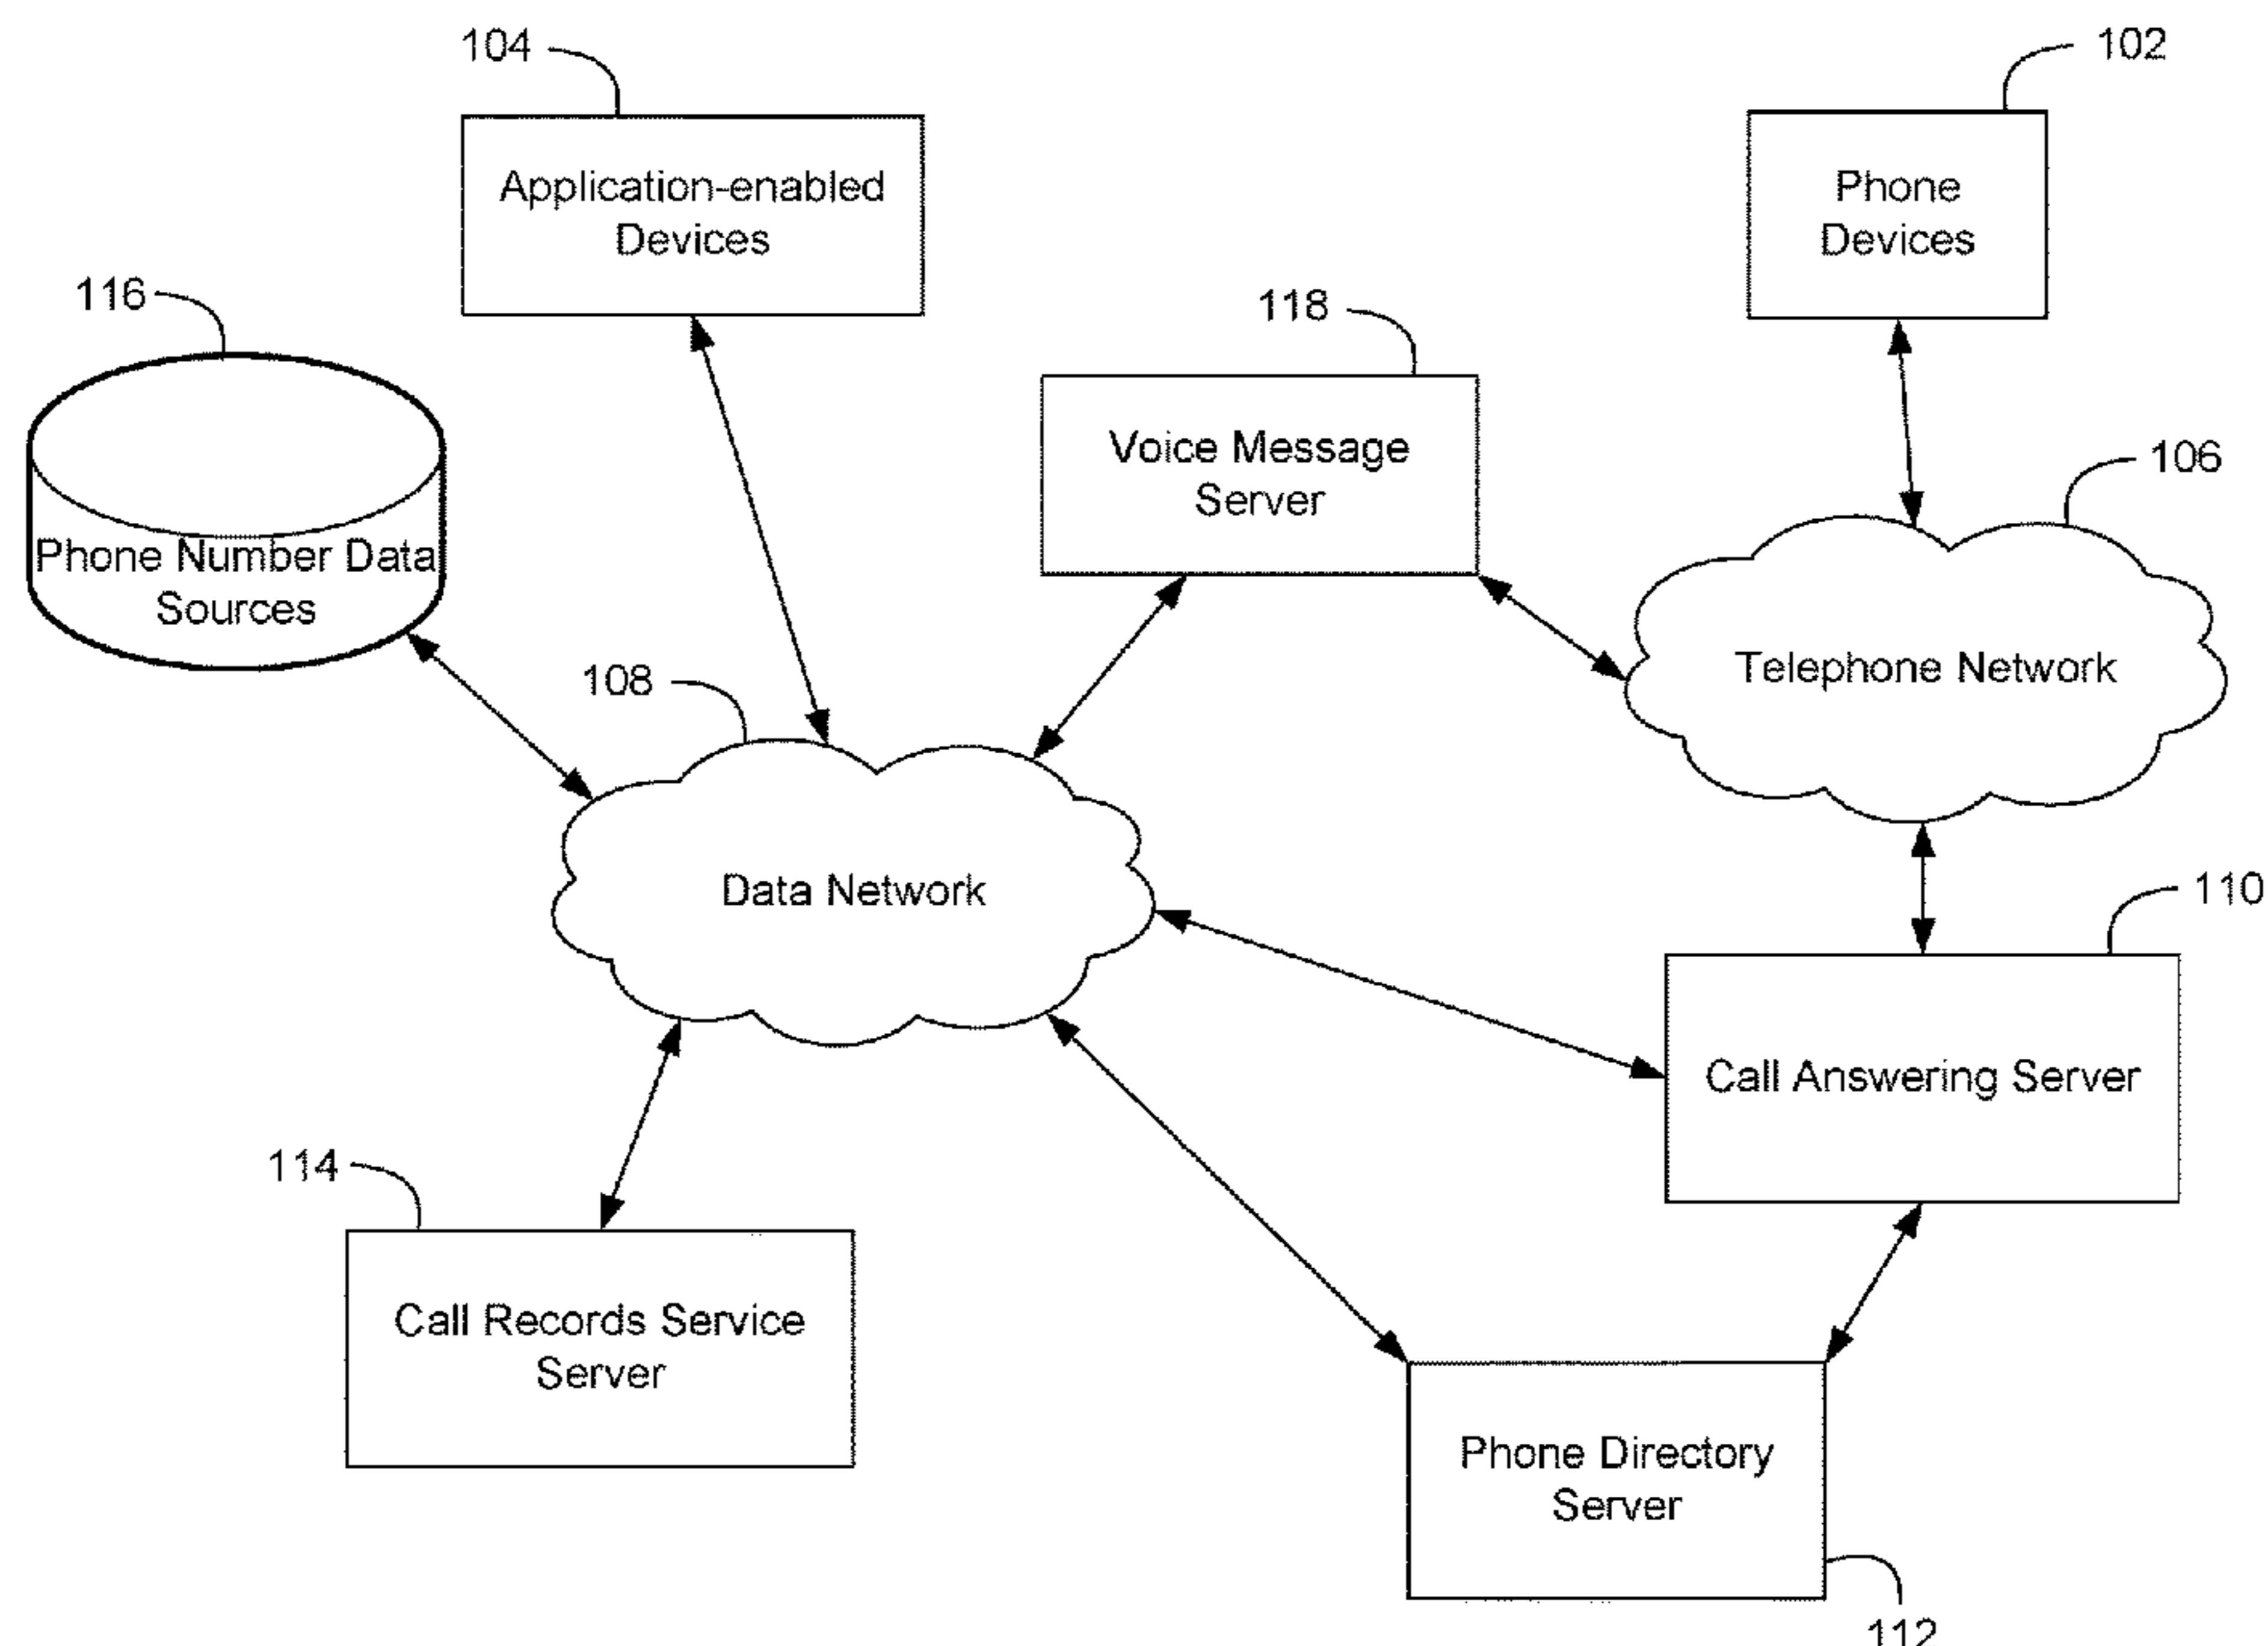 104
102
Application-enabled
Devices
Phone
Devices
116
118
Voice Message
Server
106
Phone Number Data
Sources
108
Telephone Network
Data Network
110
Call Answering Server
114
Call Records Service
Server
Phone Directory
Server
112